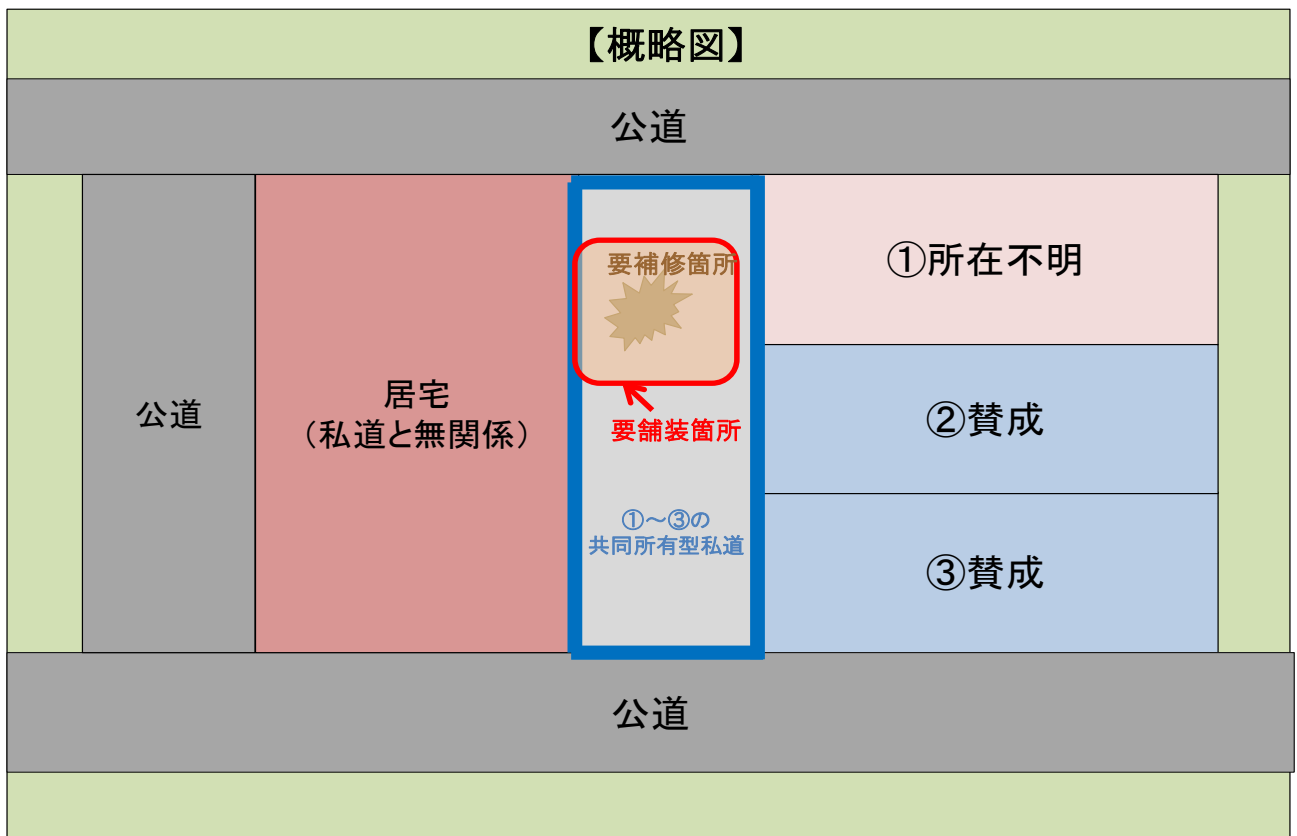 【概略図】
公道
公道
居宅
(私道と無関係)
要補修箇所
要舗装箇所
①～③の
共同所有型私道
①所在不明
②賛成
③賛成
公道